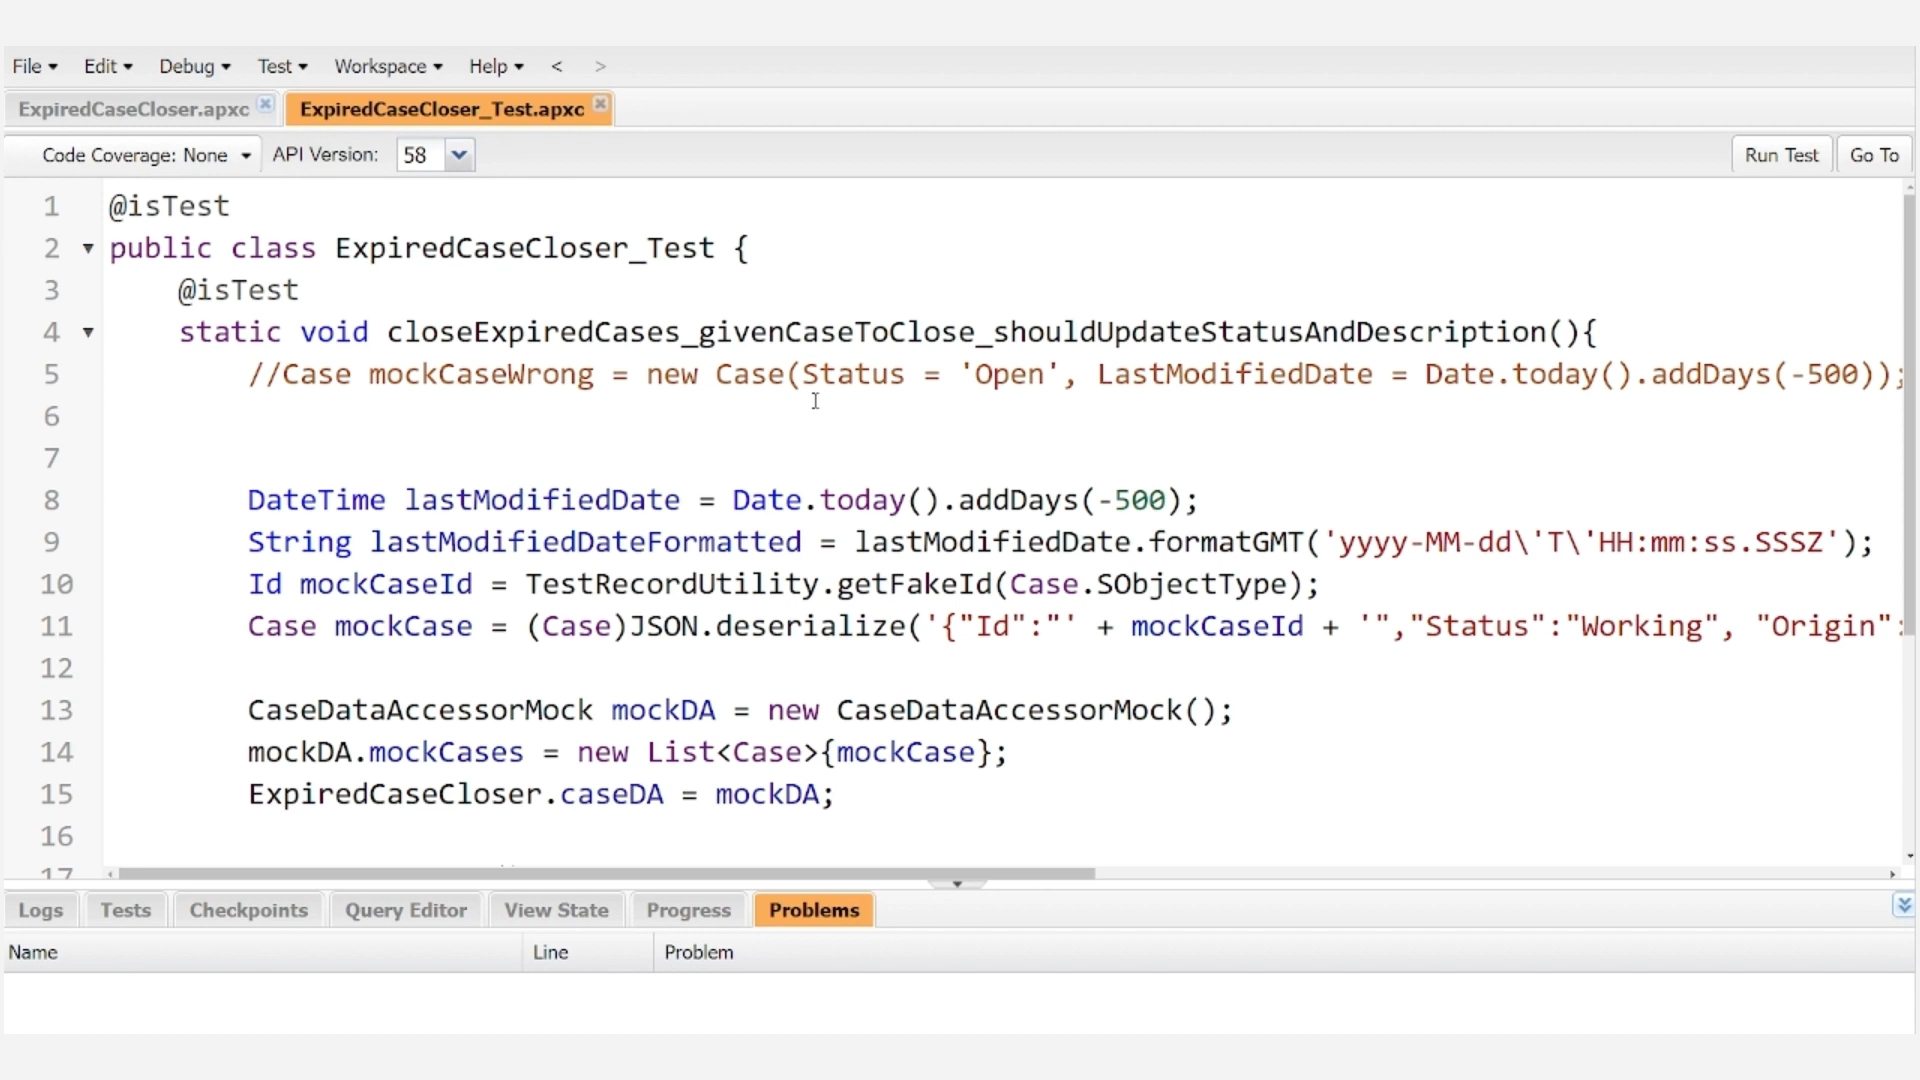 File Edit Debug Test Workspace Help < >
ExpiredCaseCloser.apxc ExpiredCaseCloser_Test.apxc
Code Coverage: None API Version: 58 Run Test Go To
1 @isTest
2 public class ExpiredCaseCloser_Test {
3 @isTest
4 static void closeExpiredCases_givenCaseToClose_shouldUpdateStatusAndDescription(){
5 //Case mockCaseWrong = new Case(Status = 'Open', LastModifiedDate = Date.today().addDays(-500));
6
7
8 DateTime lastModifiedDate = Date.today().addDays(-500);
9 String lastModifiedDateFormatted = lastModifiedDate.formatGMT('yyyy-MM-dd\'T\'HH:mm:ss.SSSZ');
10 Id mockCaseId = TestRecordUtility.getFakeId(Case.SObjectType);
11 Case mockCase = (Case)JSON.deserialize('{"Id":"' + mockCaseId + '","Status":"Working", "Origin":
12
13 CaseDataAccessorMock mockDA = new CaseDataAccessorMock();
14 mockDA.mockCases = new List<Case>{mockCase};
15 ExpiredCaseCloser.caseDA = mockDA;
16
17
Logs Tests Checkpoints Query Editor View State Progress Problems
Name Line Problem